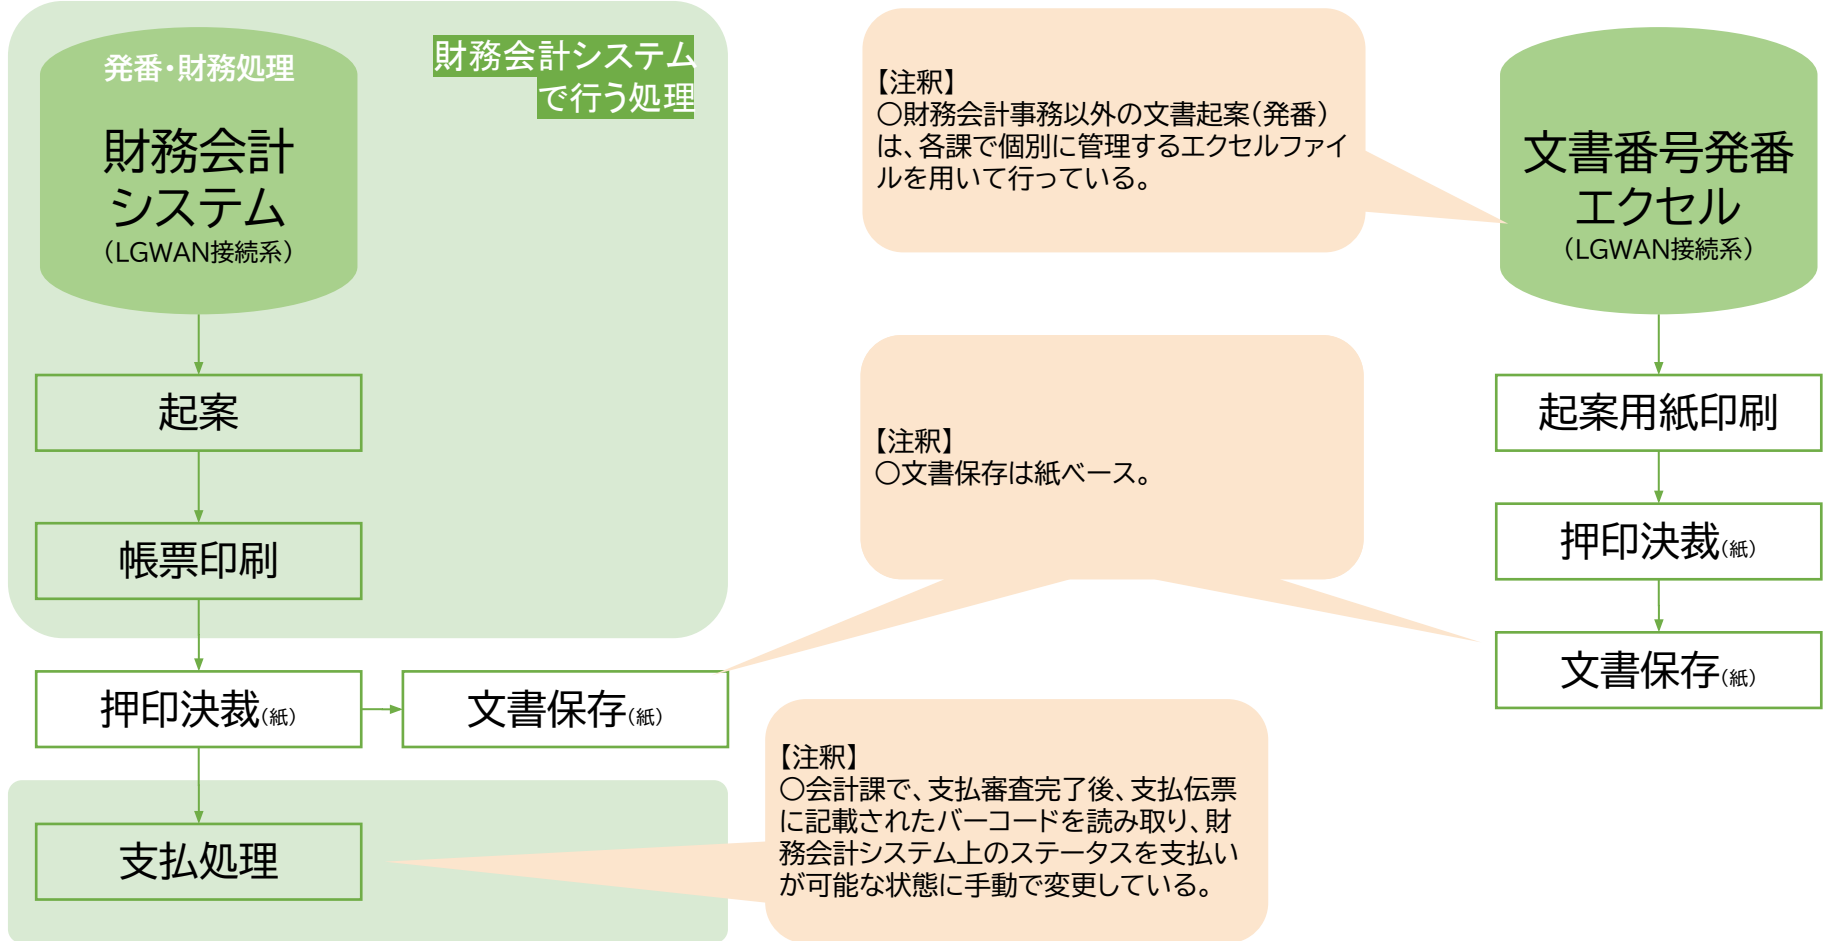 発番・財務処理
財務会計
システム
（LGWAN接続系）
財務会計システム
で行う処理
起案
帳票印刷
押印決裁（紙）
文書保存（紙）
支払処理
【注釈】
〇財務会計事務以外の文書起案（発番）
は、各課で個別に管理するエクセルファイ
ルを用いて行っている。
【注釈】
〇文書保存は紙ベース。
【注釈】
〇会計課で、支払審査完了後、支払伝票
に記載されたバーコードを読み取り、財
務会計システム上のステータスを支払い
が可能な状態に手動で変更している。
文書番号発番
エクセル
（LGWAN接続系）
起案用紙印刷
押印決裁（紙）
文書保存（紙）